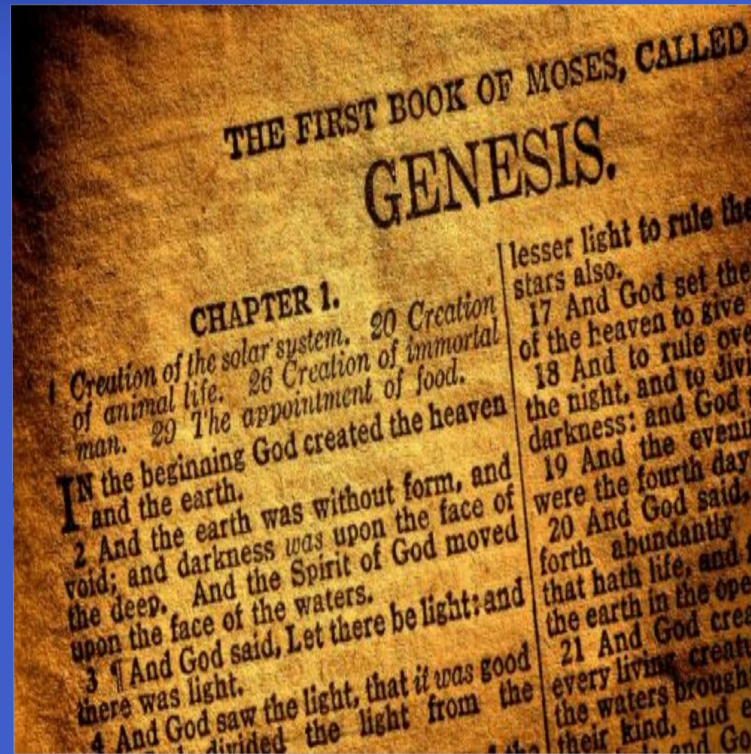 THE FIRST BOOK OF MOSES, CALLED
GENESIS.
CHAPTER 1.
1 Creation of the solar system. 20 Creation
of animal life. 26 Creation of immortal
man. 29 The appointment of food.
IN the beginning God created the heaven
and the earth.
2 And the earth was without form, and
void; and darkness was upon the face of
the deep. And the Spirit of God moved
upon the face of the waters.
3 ¶ And God said, Let there be light: and
there was light.
4 And God saw the light, that it was good
divided the light from the
lesser light to rule the
stars also.
17 And God set the
of the heaven to give
18 And to rule
the night, and to
darkness: and God
19 And the
were the fourth day
20 And God said,
forth abundantly
that hath life, and
the earth in the
21 And God
every living
the waters
their kind, and